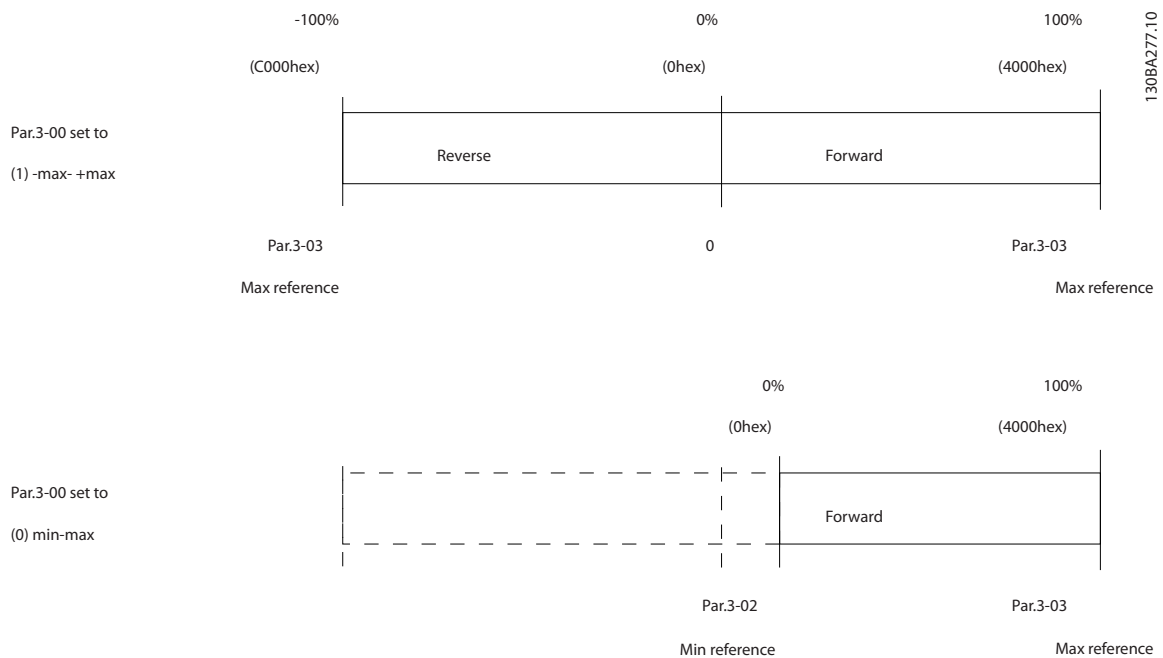 -100% 0% 100%
(C000hex) (0hex) (4000hex)
130BA277.10
Par.3-00 set to
(1) -max- +max
Reverse Forward
Par.3-03 0 Par.3-03
Max reference Max reference
0% 100%
(0hex) (4000hex)
Par.3-00 set to
(0) min-max
Forward
Par.3-02 Par.3-03
Min reference Max reference